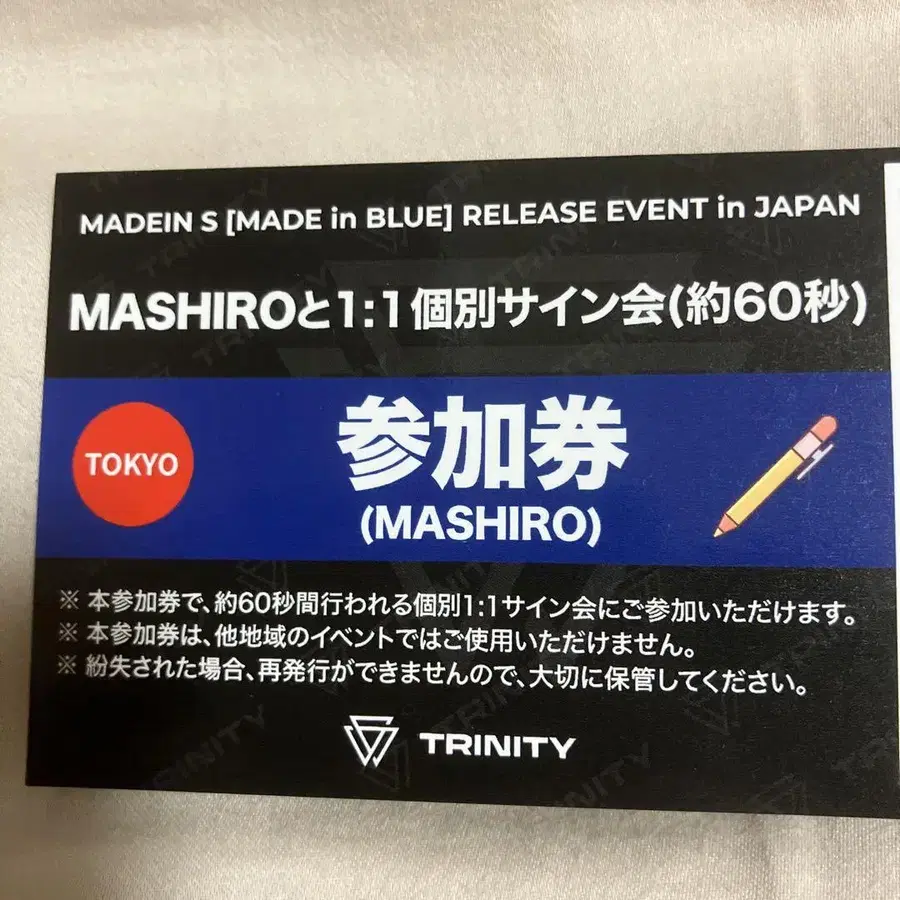 MADEIN S [MADE in BLUE] RELEASE EVENT in JAPAN
MASHIROと1:1個別サイン会(約60秒)
TOKYO
参加券
(MASHIRO)
※ 本参加券で、約60秒間行われる個別1:1サイン会にご参加いただけます。
※ 本参加券は、他地域のイベントではご使用いただけません。
※ 紛失された場合、再発行ができませんので、大切に保管してください。
TRINITY